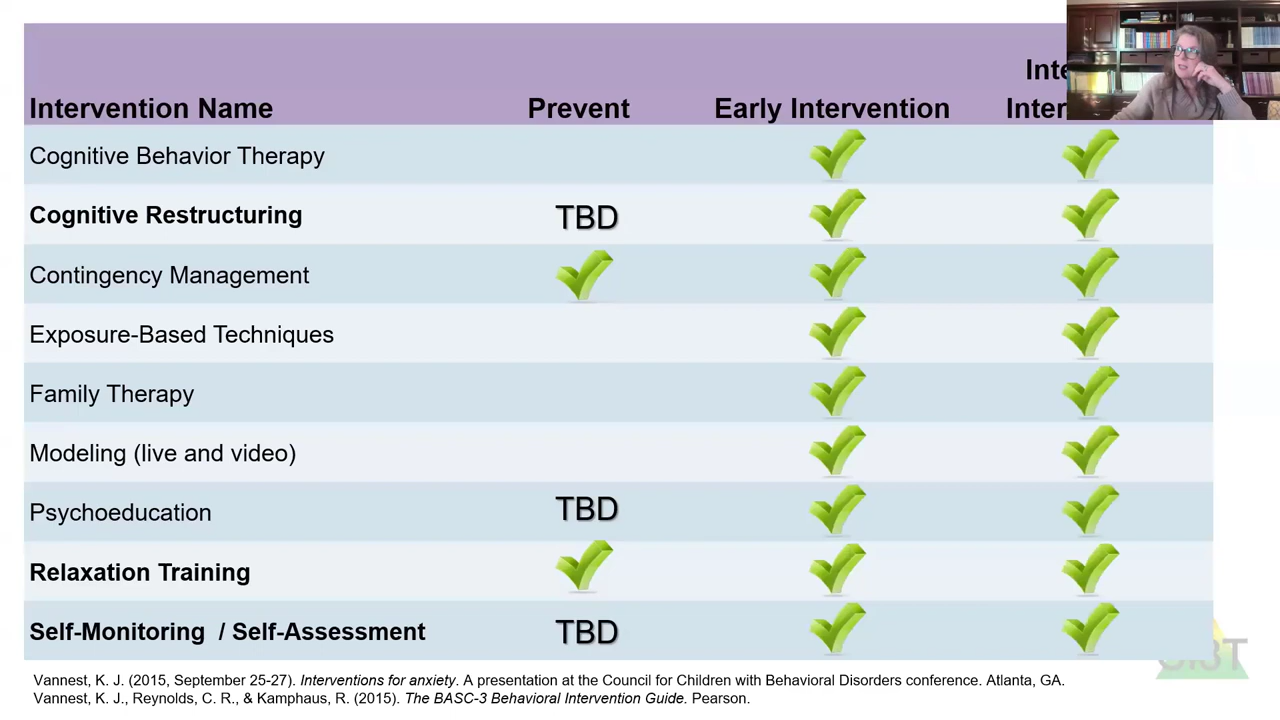 Intervention Name Prevent Early Intervention
Cognitive Behavior Therapy
Cognitive Restructuring TBD
Contingency Management
Exposure-Based Techniques
Family Therapy
Modeling (live and video)
Psychoeducation TBD
Relaxation Training
Self-Monitoring / Self-Assessment TBD
Vannest, K. J. (2015, September 25-27). Interventions for anxiety. A presentation at the Council for Children with Behavioral Disorders conference. Atlanta, GA.
Vannest, K. J., Reynolds, C. R., & Kamphaus, R. (2015). The BASC-3 Behavioral Intervention Guide. Pearson.